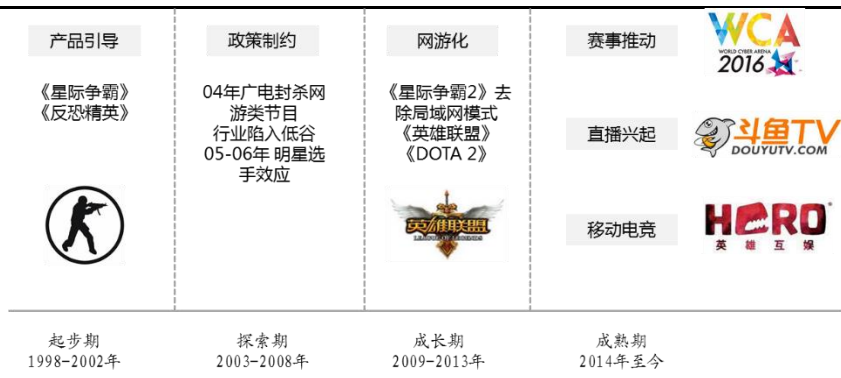 产品引导
《星际争霸》
《反恐精英》
政策制约
04年广电封杀网
游类节目
行业陷入低谷
05-06年 明星选
手效应
网游化
《星际争霸2》去
除局域网模式
《英雄联盟》
《DOTA 2》
英雄联盟
LEAGUE OF LEGENDS
赛事推动
WCA
WORLD CYBER ARENA
2016
直播兴起
斗鱼TV
DOUYUTV.COM
移动电竞
HERO
英雄互娱
起步期
1998-2002年
探索期
2003-2008年
成长期
2009-2013年
成熟期
2014年至今